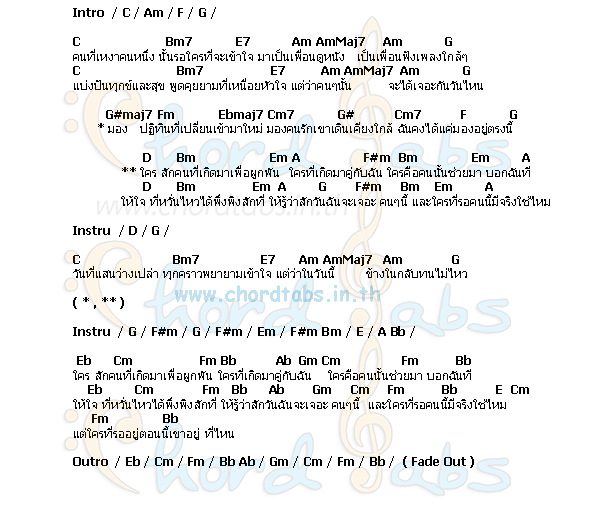 Intro / C / Am / F / G /
C Bm7 E7 Am AmMaj7 Am G
คนที่เหงาคนหนึ่ง นั้นรอใครที่จะเข้าใจ มาเป็นเพื่อนดูหนัง เป็นเพื่อนฟังเพลงใกล้ๆ
C Bm7 E7 Am AmMaj7 Am G
แบ่งปันทุกข์และสุข พูดคุยยามที่เหนื่อยหัวใจ แต่ว่าคนๆนั้น จะได้เจอะกันวันไหน
G#maj7 Fm Ebmaj7 Cm7 G# Cm7 F G
* มอง ปฏิทินที่เปลี่ยนเข้ามาใหม่ มองคนรักเขาเดินเคียงใกล้ ฉันคงได้แค่มองอยู่ตรงนี้
D Bm Em A F#m Bm Em A
** ใคร สักคนที่เกิดมาเพื่อผูกพัน ใครที่เกิดมาคู่กับฉัน ใครคือคนนั้นช่วยมา บอกฉันที
D Bm Em A G F#m Bm Em A
ให้ใจ ที่หวั่นไหวได้พึ่งพิงสักที่ ให้รู้ว่าสักวันฉันจะเจอะ คนๆนี้ และใครที่รอคนนี้มีจริงใช่ไหม
www.chordtabs.in.th
Instru / D / G /
C Bm7 E7 Am AmMaj7 Am G
วันที่แสนว่างเปล่า ทุกคราวพยายามเข้าใจ แต่ว่าในวันนี้ ข้างในกลับทนไม่ไหว
www.chordtabs.in.th
( * , ** )
Instru / G / F#m / G / F#m / Em / F#m Bm / E / A Bb /
Eb Cm Fm Bb Ab Gm Cm Fm Bb
ใคร สักคนที่เกิดมาเพื่อผูกพัน ใครที่เกิดมาคู่กับฉัน ใครคือคนนั้นช่วยมา บอกฉันที
Eb Cm Fm Bb Ab Gm Cm Fm Bb E Cm
ให้ใจ ที่หวั่นไหวได้พึ่งพิงสักที่ ให้รู้ว่าสักวันฉันจะเจอะ คนๆนี้ และใครที่รอคนนี้มีจริงใช่ไหม
Fm Bb
แต่ใครที่รออยู่ตอนนี้เขาอยู่ ที่ไหน
Outro / Eb / Cm / Fm / Bb Ab / Gm / Cm / Fm / Bb / ( Fade Out )